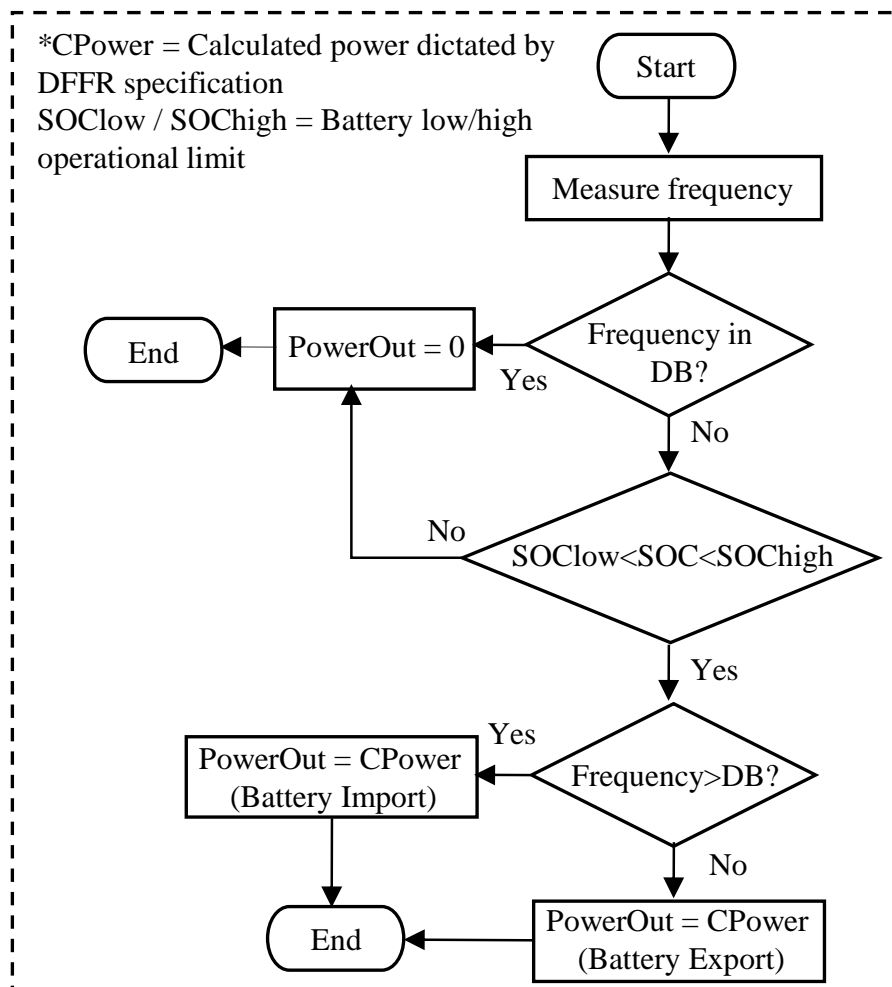 *CPower = Calculated power dictated by
DFFR specification
SOClow / SOChigh = Battery low/high
operational limit
Start
Measure frequency
Frequency in
DB?
Yes
PowerOut = 0
End
No
SOClow<SOC<SOChigh
No
Yes
Frequency>DB?
Yes
PowerOut = CPower
(Battery Import)
No
PowerOut = CPower
(Battery Export)
End